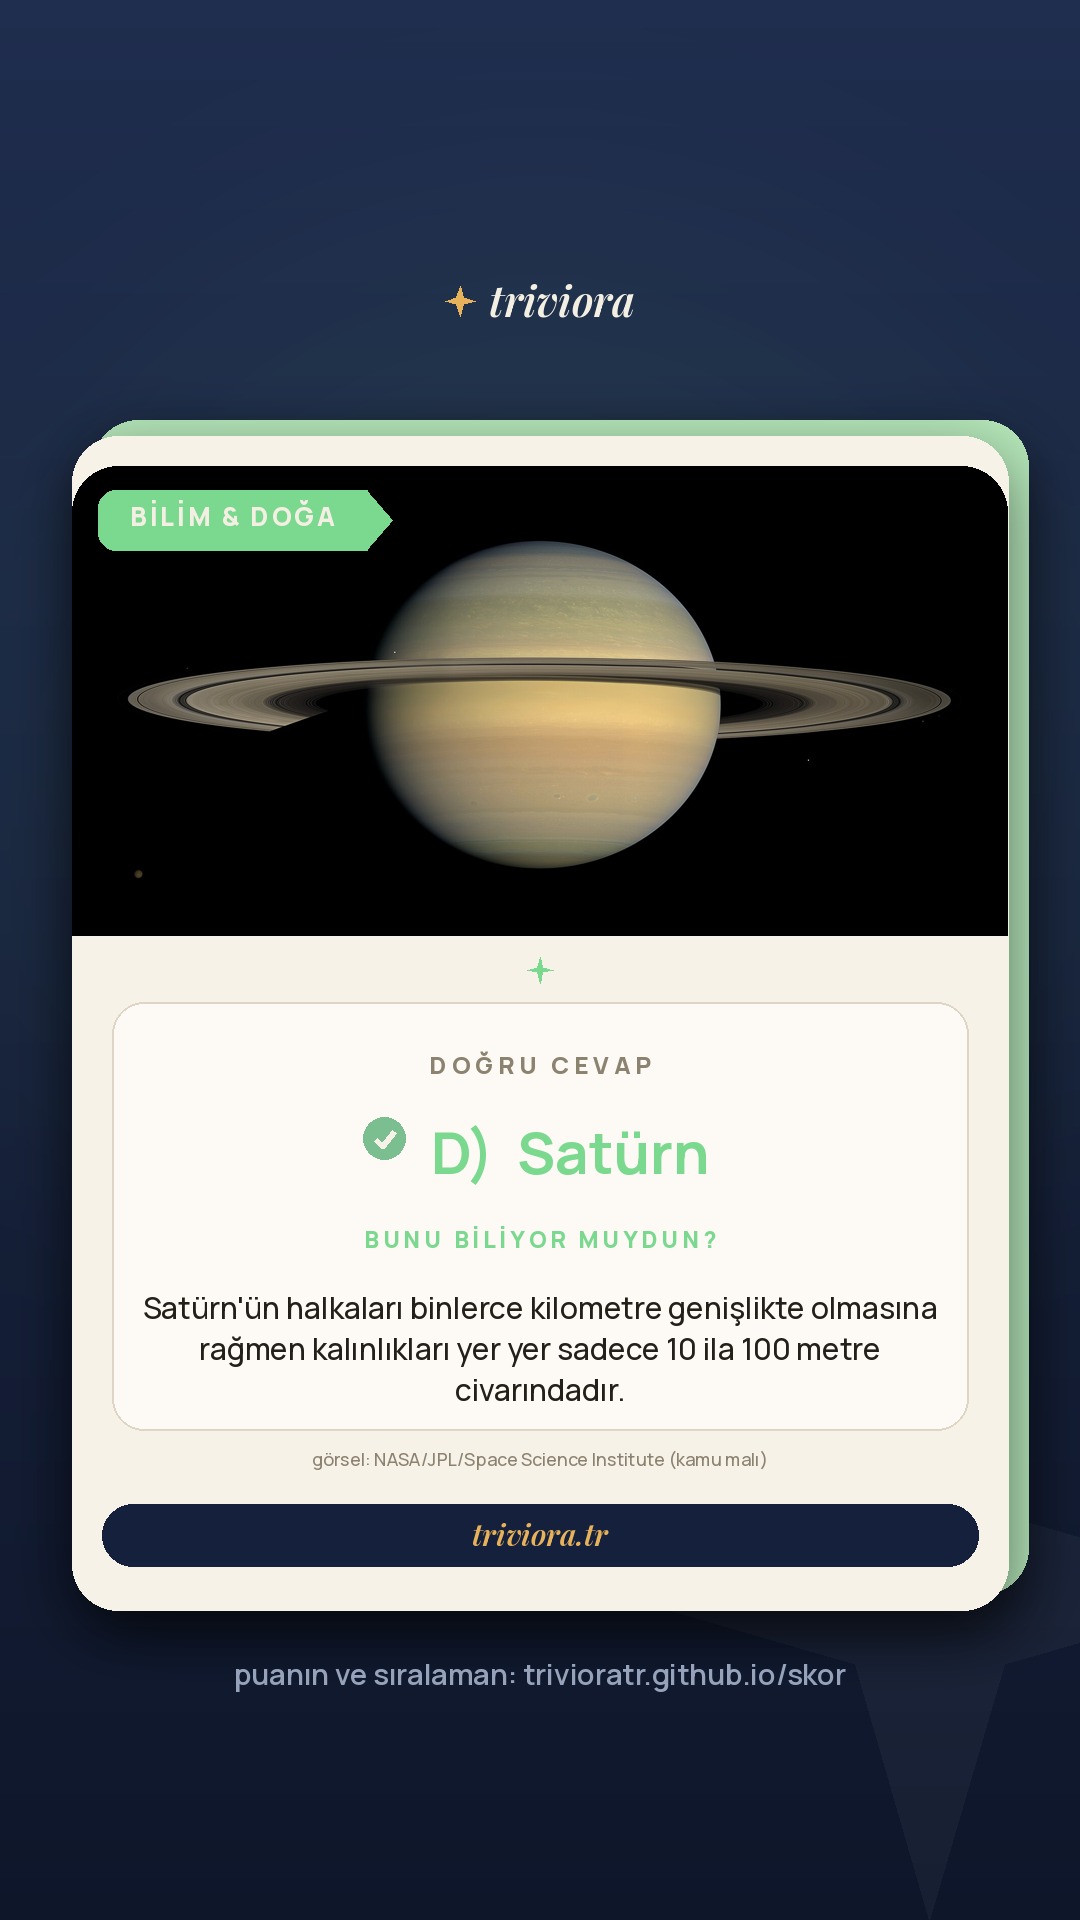 triviora
BİLİM & DOĞA
DOĞRU CEVAP
D) Satürn
BUNU BİLİYOR MUYDUN?
Satürn'ün halkaları binlerce kilometre genişlikte olmasına
rağmen kalınlıkları yer yer sadece 10 ila 100 metre
civarındadır.
görsel: NASA/JPL/Space Science Institute (kamu malı)
triviora.tr
puanın ve sıralaman: trivioratr.github.io/skor